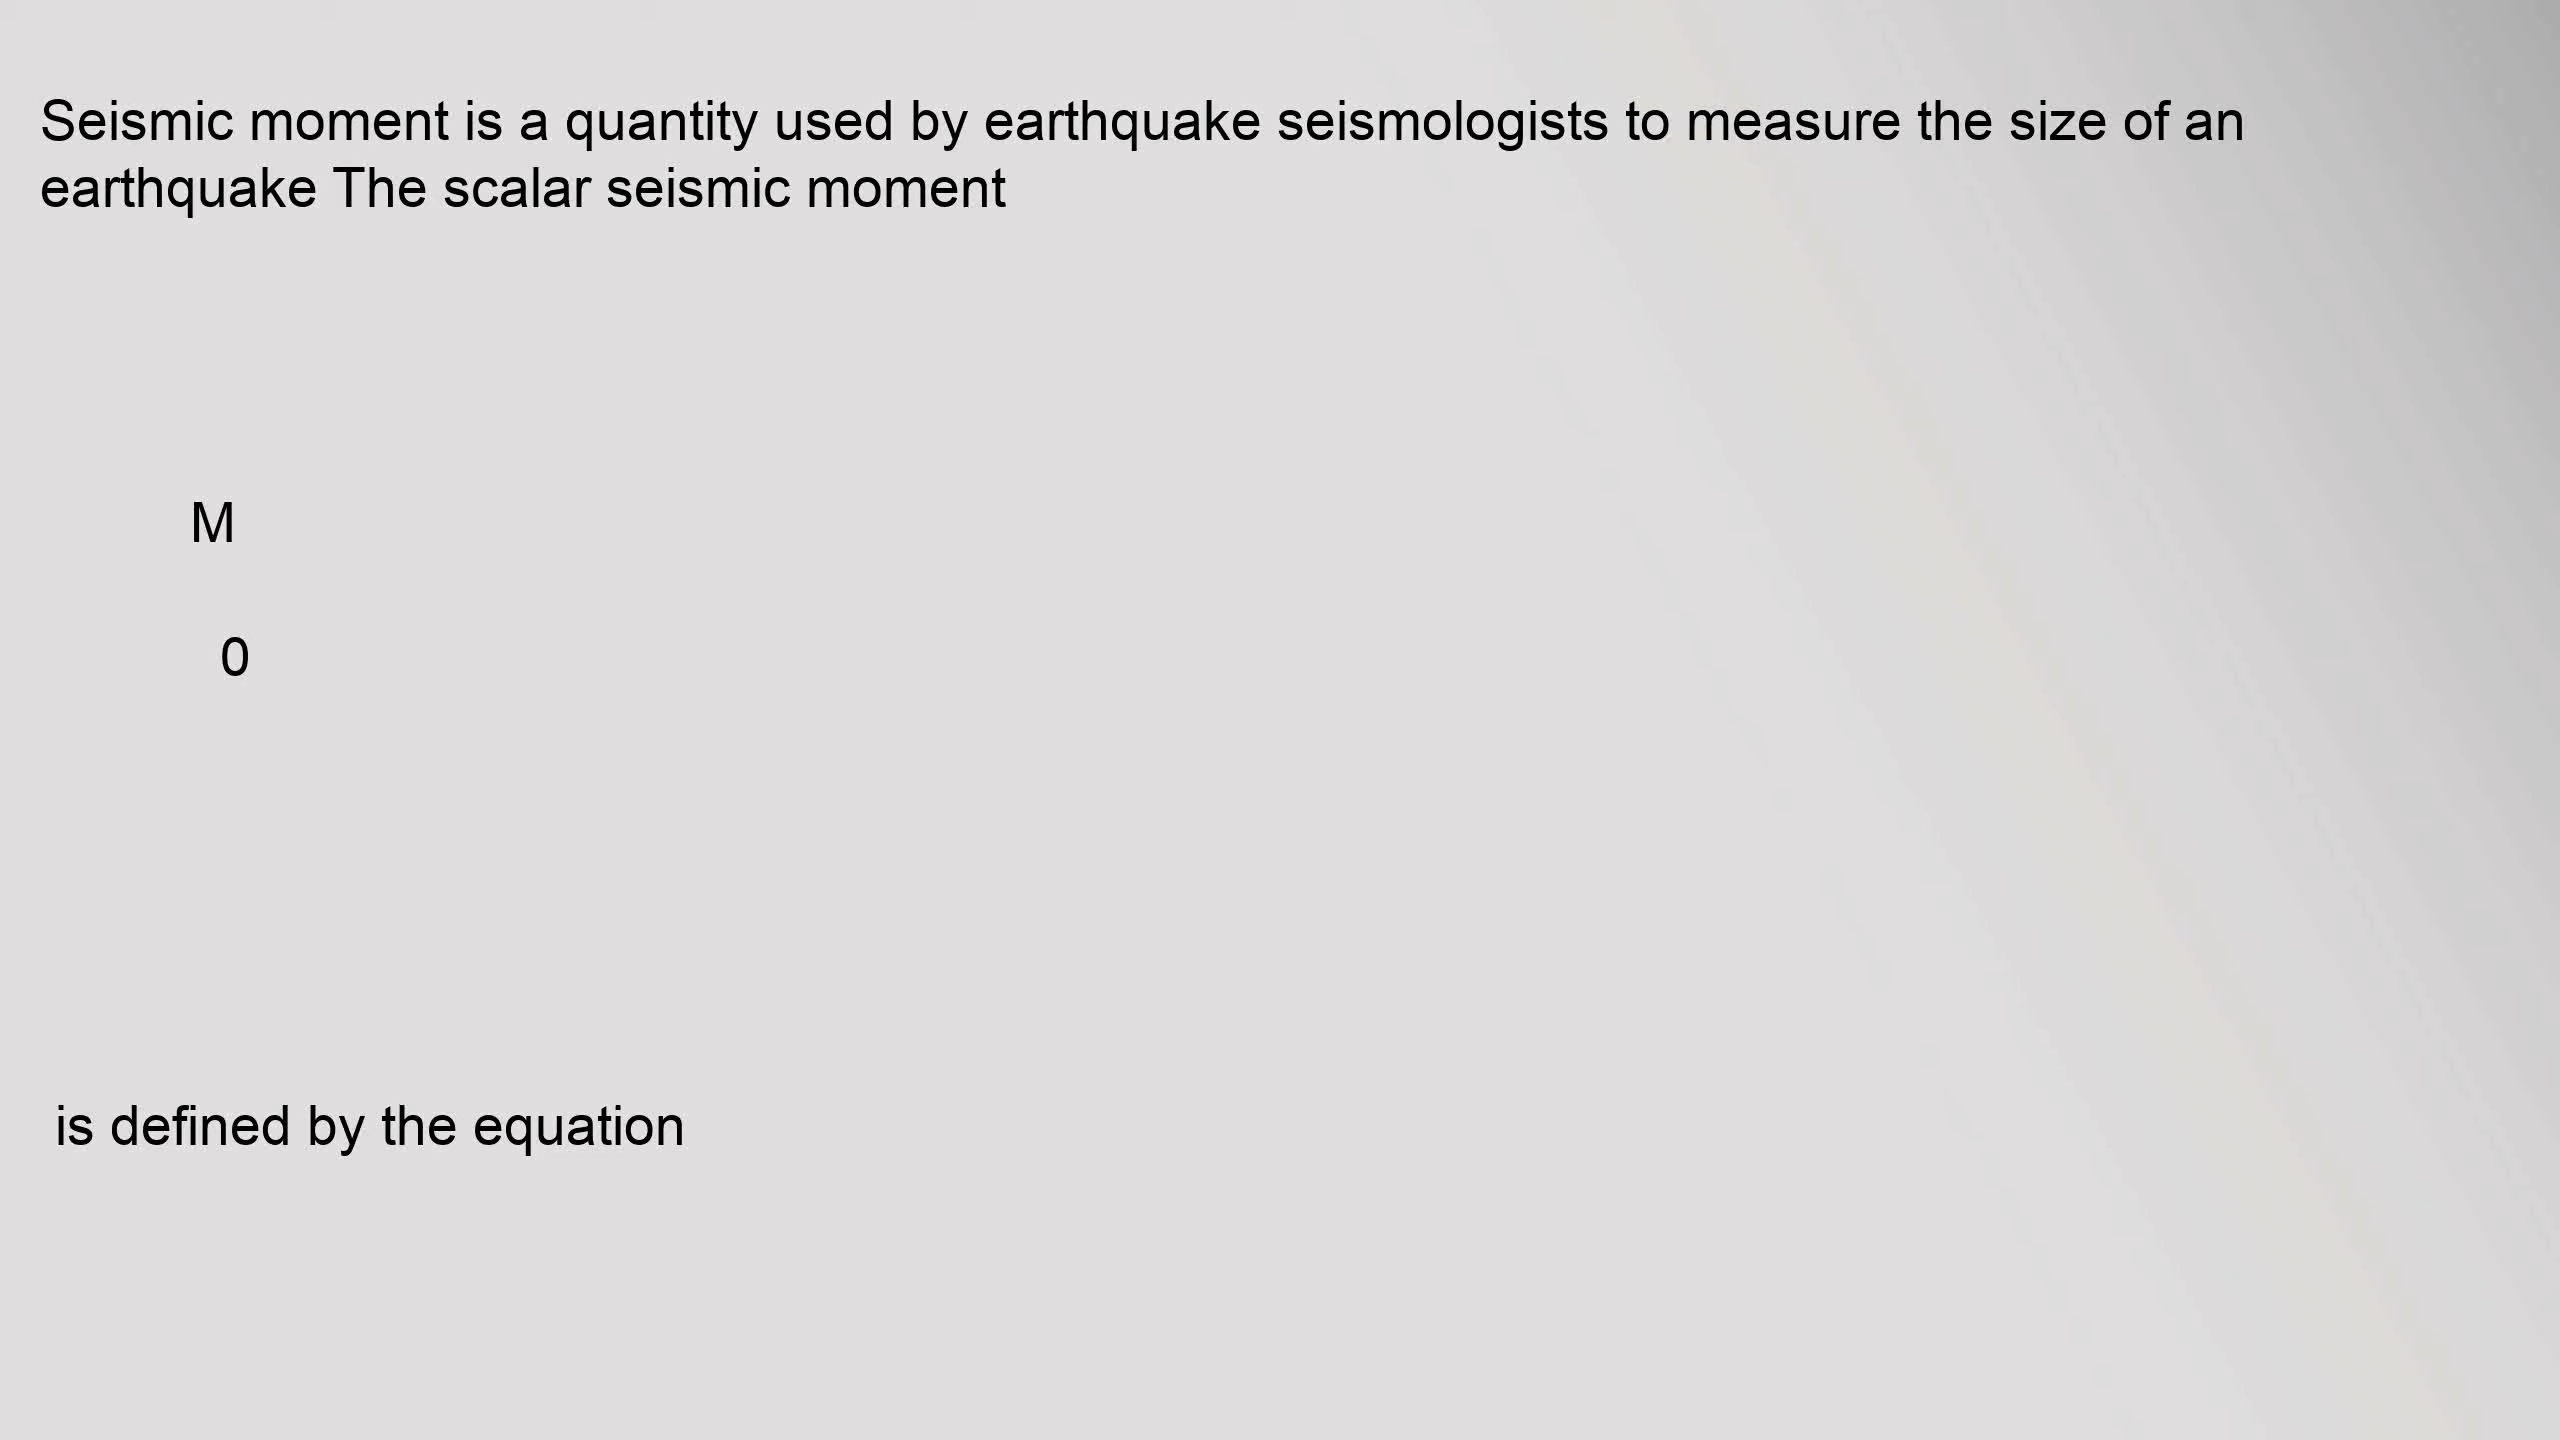 Seismic moment is a quantity used by earthquake seismologists to measure the size of an
earthquake The scalar seismic moment
M
0
is defined by the equation